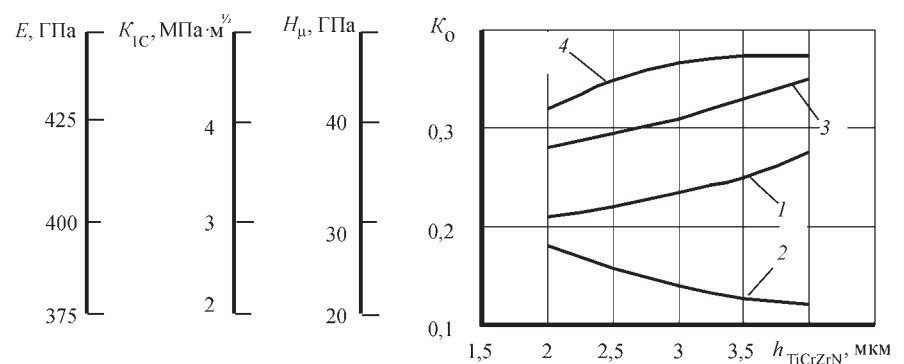 E, ГПа K1C, МПа·м½ Hμ, ГПа Kо
4
425 4 40 0,3 3
1
400 3 30 0,2
2
375 2 20 0,1
1,5 2 2,5 3 3,5 hTiCrZrN, мкм